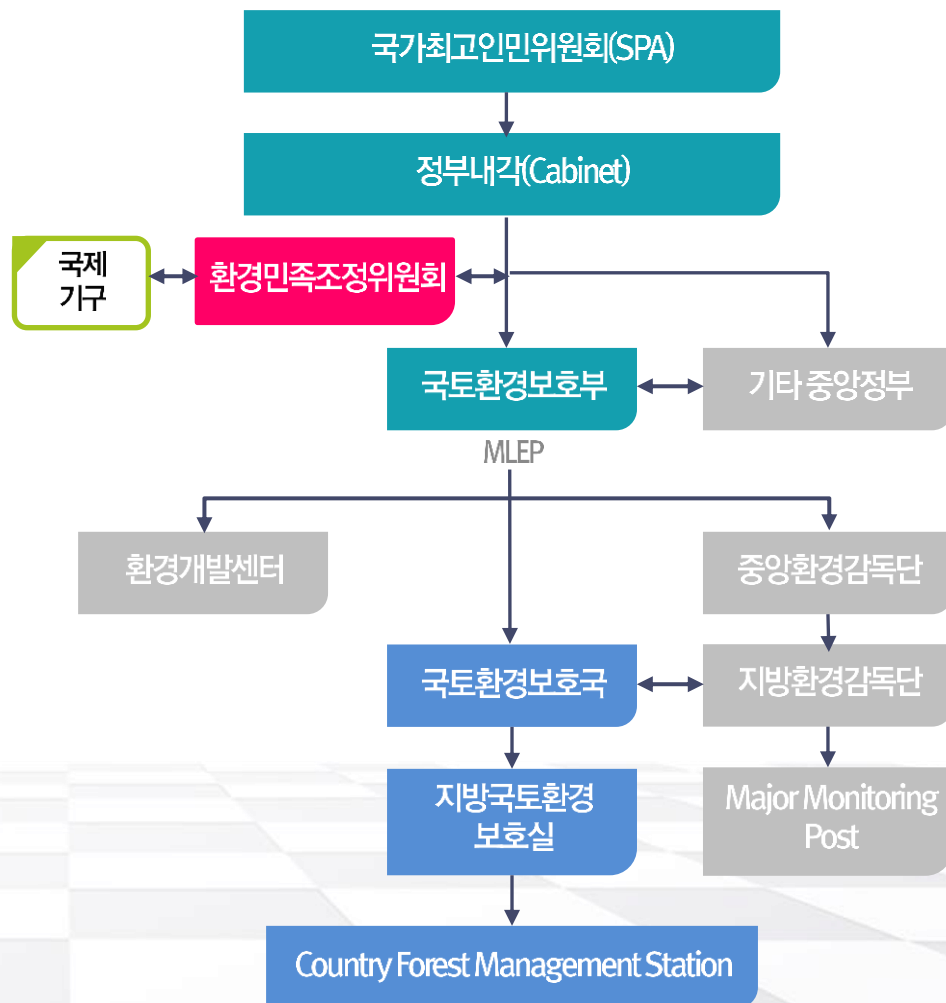 국가최고인민위원회(SPA)
정부내각(Cabinet)
국제
기구
환경민족조정위원회
국토환경보호부
기타 중앙정부
MLEP
환경개발센터
중앙환경감독단
국토환경보호국
지방환경감독단
지방국토환경
보호실
Major Monitoring
Post
Country Forest Management Station